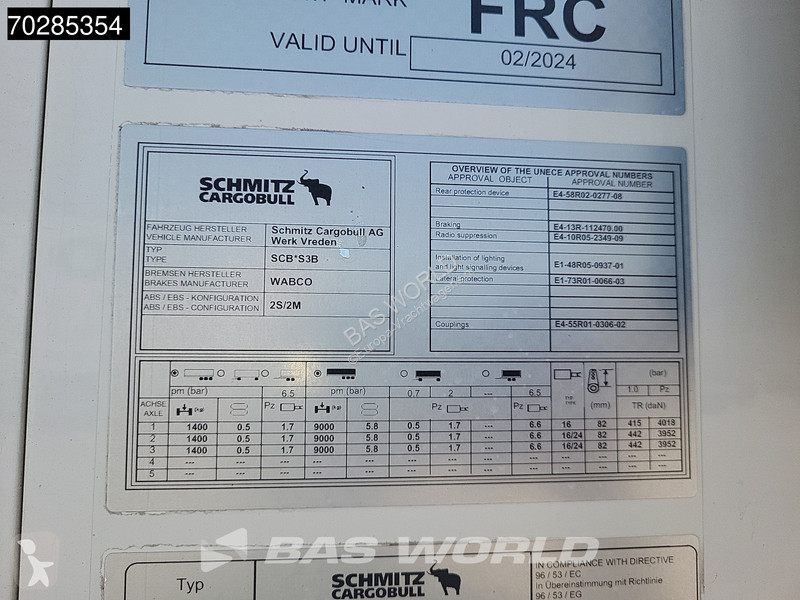 70285354
MARK
FRC
VALID UNTIL 02/2024
SCHMITZ
CARGOBULL
FAHRZEUG HERSTELLER
VEHICLE MANUFACTURER
Schmitz Cargobull AG
Werk Vreden
TYP
TYPE
SCB*S3B
BREMSEN HERSTELLER
BRAKES MANUFACTURER
WABCO
ABS / EBS - KONFIGURATION
ABS / EBS - CONFIGURATION
2S/2M
OVERVIEW OF THE UNECE APPROVAL NUMBERS
APPROVAL OBJECT APPROVAL NUMBER
Rear protection device E4-58R02-0277-08
Braking E4-13R-112470.00
Radio suppression E4-10R05-2349-09
Installation of lighting
and light signalling devices E1-48R05-0937-01
Lateral protection E1-73R01-0066-03
Couplings E4-55R01-0306-02
BAS WORLD
(bar)
pm (bar) 6.5 pm (bar) 0.7 2 --- 6.5 1.0 Pz
ACHSE
AXLE
Pz Pz Pz TYP TYPE (mm) TR (daN)
1 1400 0.5 1.7 9000 5.8 0.5 1.7 --- 6.6 16 82 415 4018
2 1400 0.5 1.7 9000 5.8 0.5 1.7 --- 6.6 16/24 82 442 3952
3 1400 0.5 1.7 9000 5.8 0.5 1.7 --- 6.6 16/24 82 442 3952
4 --- --- --- --- --- --- --- --- --- --- --- --- ---
5 --- --- --- --- --- --- --- --- --- --- --- --- ---
BAS WORLD
Typ
SCHMITZ
CARGOBULL
IN COMPLIANCE WITH DIRECTIVE
96 / 53 / EC
In Übereinstimmung mit Richtlinie
96 / 53 / EG